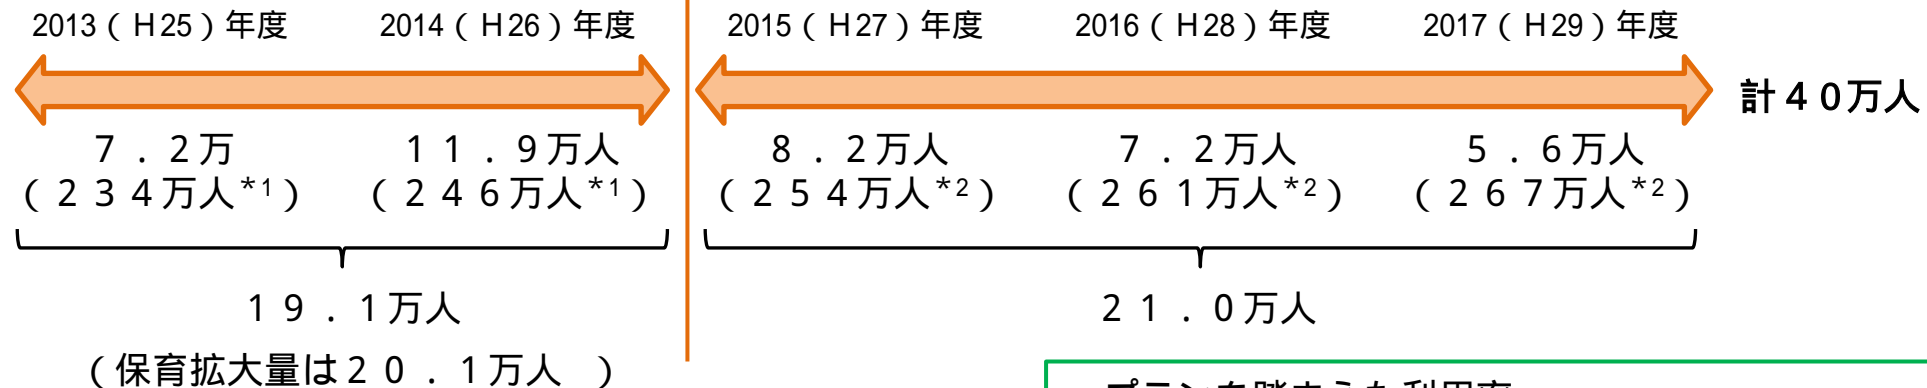 2013（H25）年度 2014（H26）年度 2015（H27）年度 2016（H28）年度 2017（H29）年度
計４０万人
７．２万 １１．９万人 ８．２万人 ７．２万人 ５．６万人
（２３４万人*1） （２４６万人*1） （２５４万人*2） （２６１万人*2） （２６７万人*2）
１９．１万人 ２１．０万人
（保育拡大量は２０．１万人　）